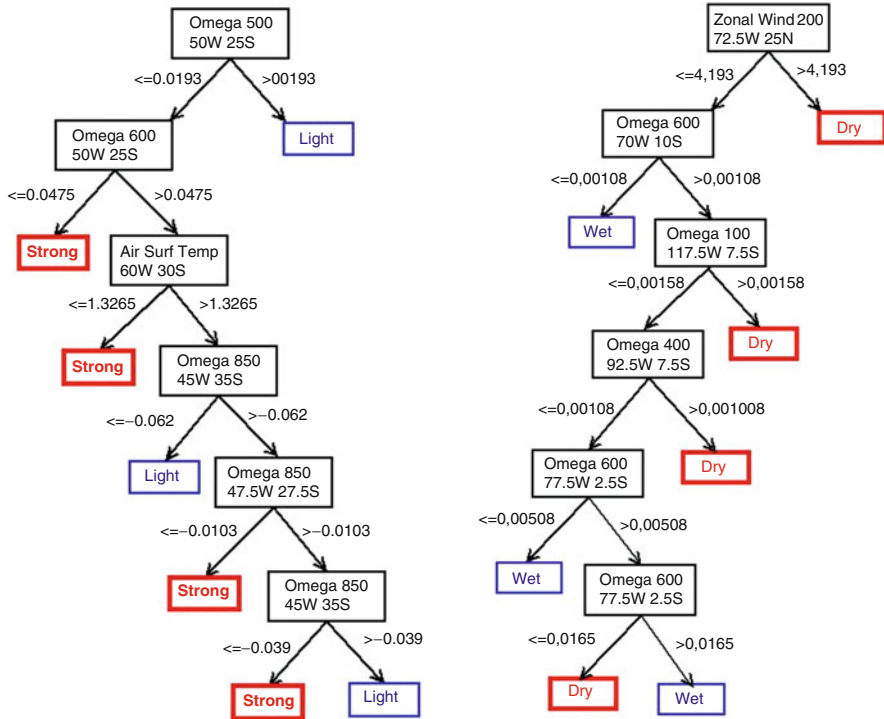 Omega 500
50W 25S
<=0.0193
>00193
Omega 600
50W 25S
Light
<=0.0475
>0.0475
Strong
Air Surf Temp
60W 30S
<=1.3265
>1.3265
Strong
Omega 850
45W 35S
<=−0.062
>−0.062
Light
Omega 850
47.5W 27.5S
<=−0.0103
>−0.0103
Strong
Omega 850
45W 35S
<=−0.039
>−0.039
Strong
Light
Zonal Wind 200
72.5W 25N
<=4,193
>4,193
Omega 600
70W 10S
Dry
<=0,00108
>0,00108
Wet
Omega 100
117.5W 7.5S
<=0,00158
>0,00158
Omega 400
92.5W 7.5S
Dry
<=0,00108
>0,001008
Omega 600
77.5W 2.5S
Dry
<=0,00508
>0,00508
Wet
Omega 600
77.5W 2.5S
<=0,0165
>0,0165
Dry
Wet